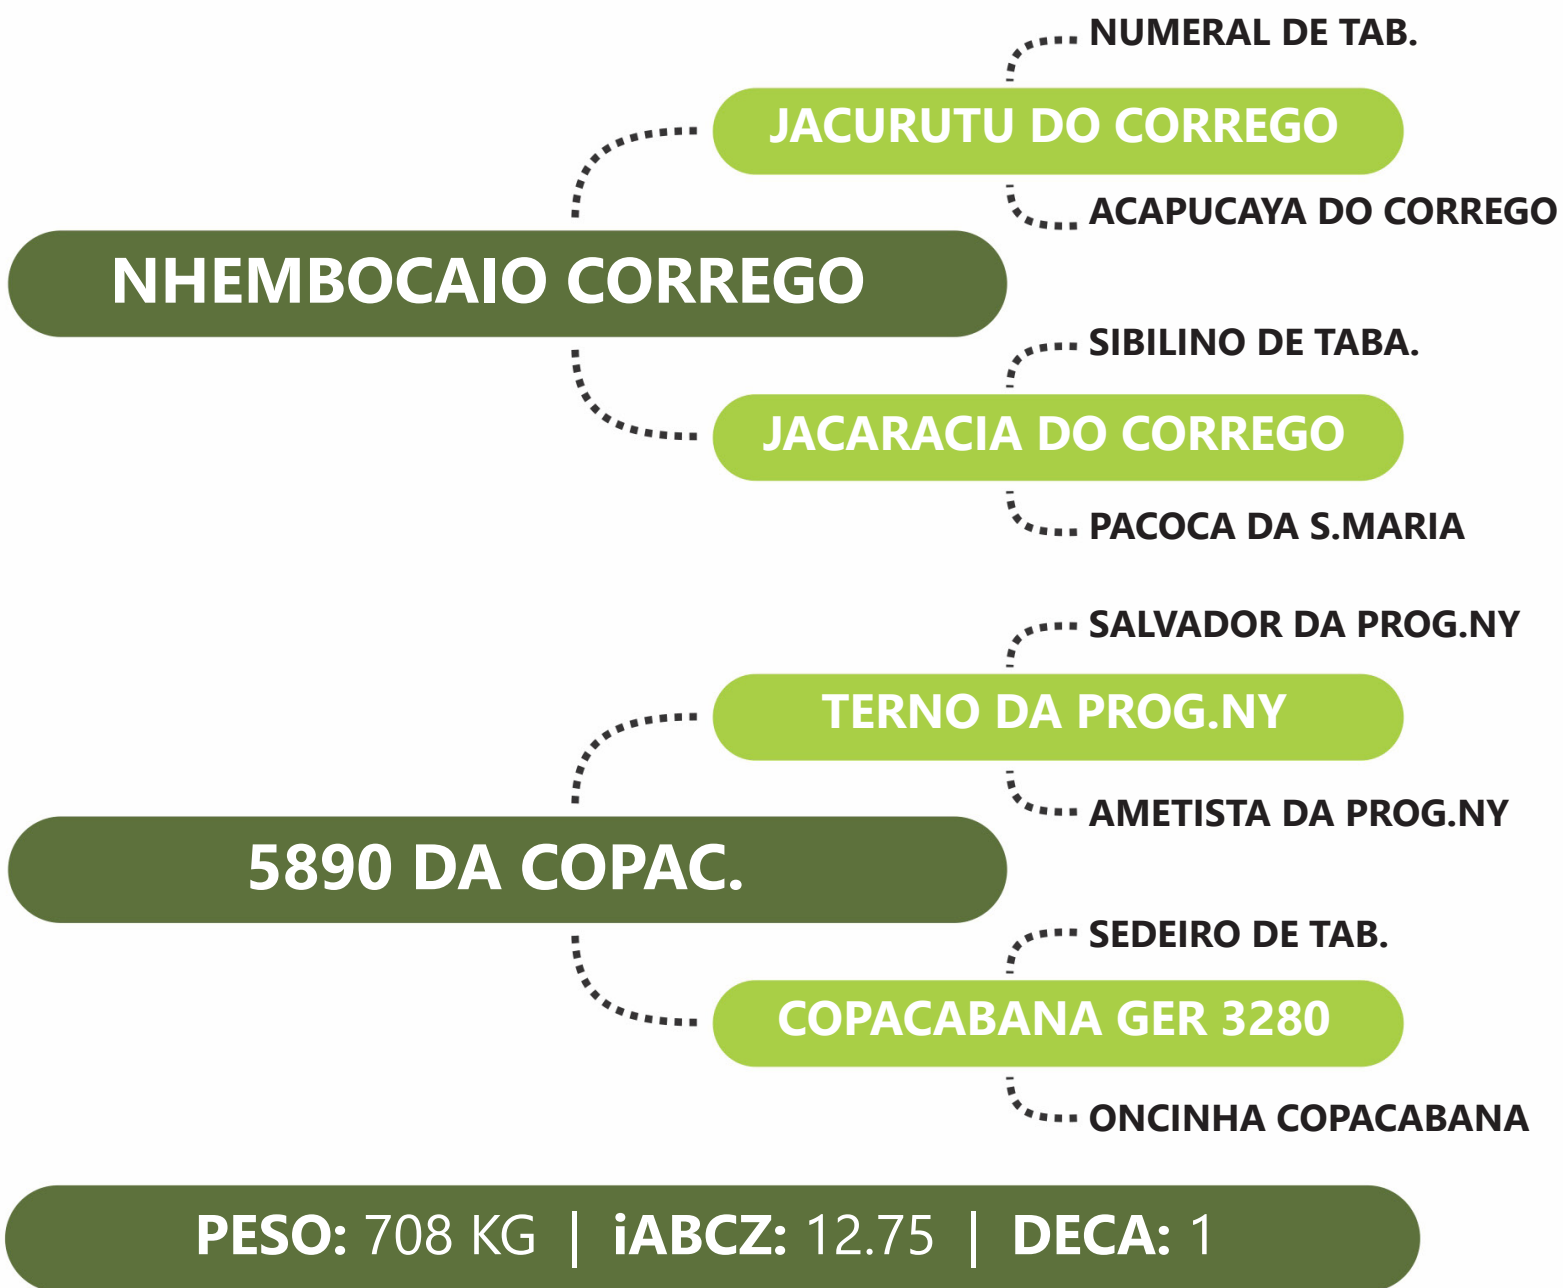 NUMERAL DE TAB.
JACURUTU DO CORREGO
ACAPUCAYA DO CORREGO
NHEMBOCAIO CORREGO
SIBILINO DE TABA.
JACARACIA DO CORREGO
PACOCA DA S.MARIA
SALVADOR DA PROG.NY
TERNO DA PROG.NY
AMETISTA DA PROG.NY
5890 DA COPAC.
SEDEIRO DE TAB.
COPACABANA GER 3280
ONCINHA COPACABANA
PESO: 708 KG | iABCZ: 12.75 | DECA: 1